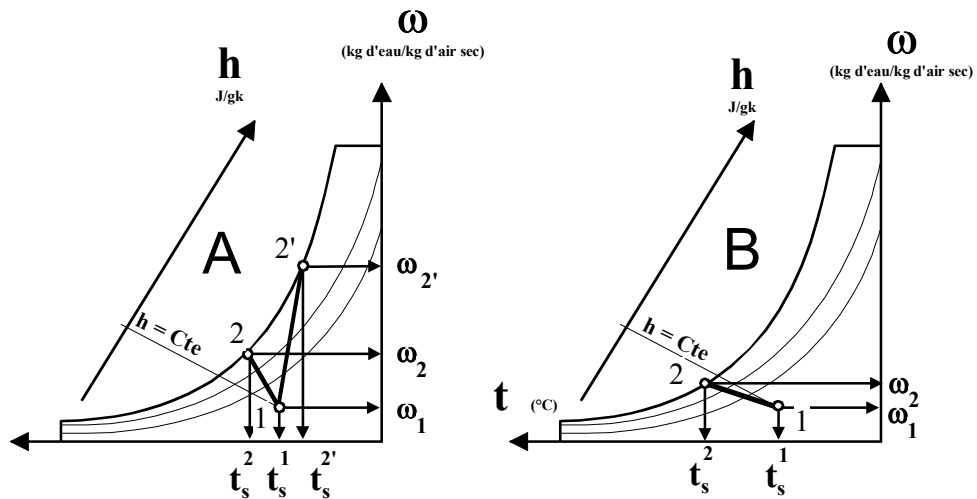 ω
(kg d'eau/kg d'air sec)
h
J/gk
A
2'
ω2'
h = Cte
2
ω2
1
ω1
ts2
ts1
ts2'
ω
(kg d'eau/kg d'air sec)
h
J/gk
B
h = Cte
2
ω2
t (°C)
1
ω1
ts2
ts1